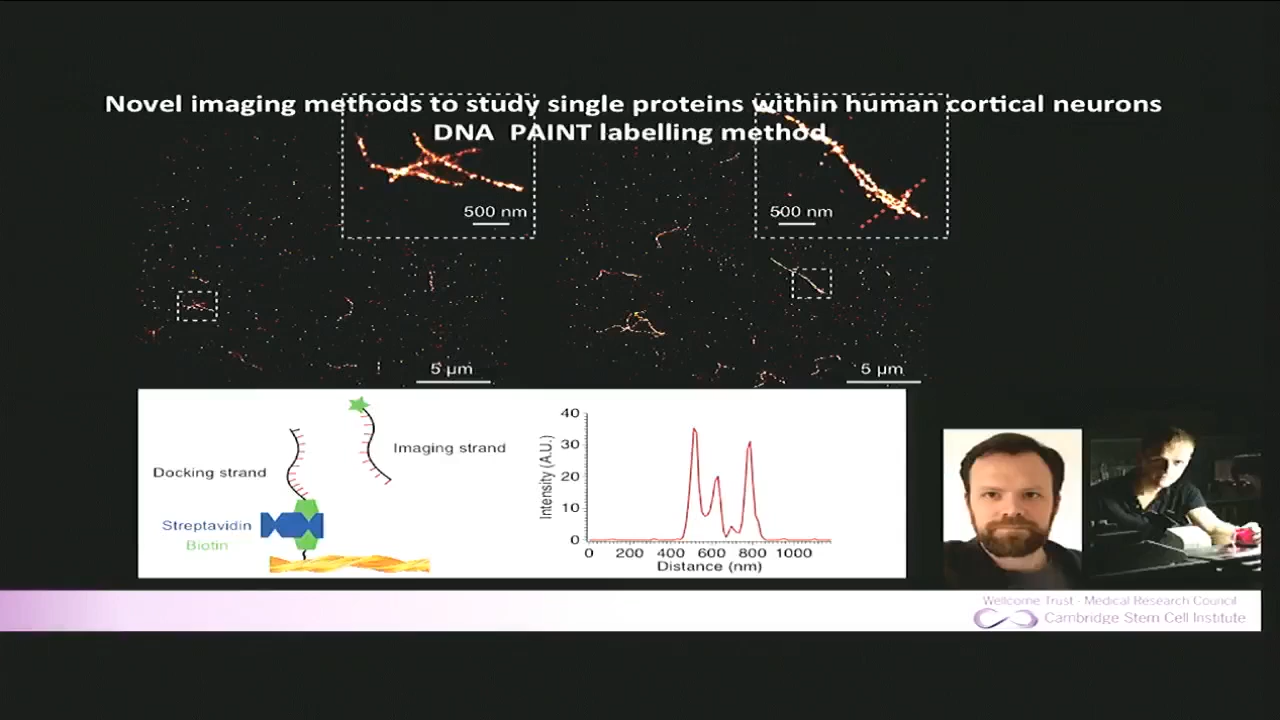 Novel imaging methods to study single proteins within human cortical neurons
DNA PAINT labelling method
500 nm
500 nm
5 µm
5 µm
Docking strand
Imaging strand
Streptavidin
Biotin
Intensity (A.U.)
40
30
20
10
0
0 200 400 600 800 1000
Distance (nm)
Wellcome Trust - Medical Research Council
Cambridge Stem Cell Institute